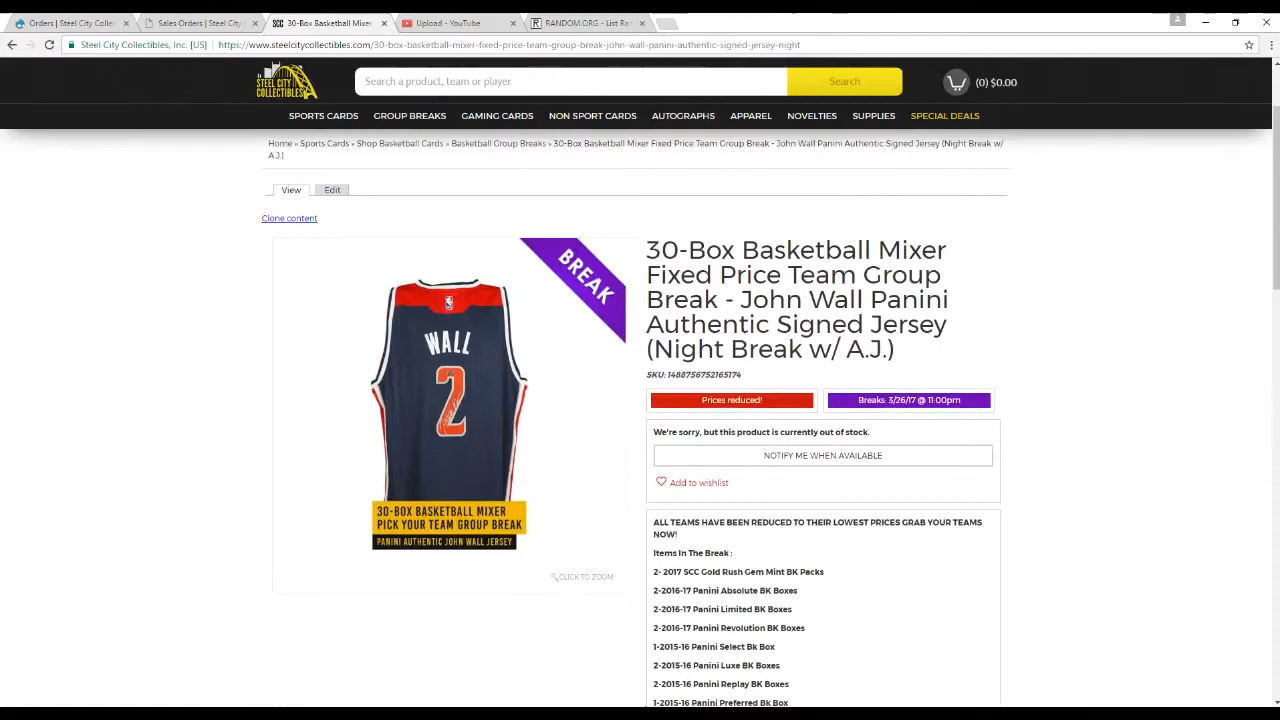 Orders | Steel City Collec
Sales Orders | Steel City
SCC 30-Box Basketball Mixer
Upload - YouTube
RANDOM.ORG - List Ra
Steel City Collectibles, Inc. [US]
https://www.steelcitycollectibles.com/30-box-basketball-mixer-fixed-price-team-group-break-john-wall-panini-authentic-signed-jersey-night
STEEL CITY
COLLECTIBLES
Search a product, team or player
Search
(0) $0.00
SPORTS CARDS GROUP BREAKS GAMING CARDS NON SPORT CARDS AUTOGRAPHS APPAREL NOVELTIES SUPPLIES SPECIAL DEALS
Home » Sports Cards » Shop Basketball Cards » Basketball Group Breaks » 30-Box Basketball Mixer Fixed Price Team Group Break - John Wall Panini Authentic Signed Jersey (Night Break w/
A.J.)
View Edit
Clone content
BREAK
WALL
2
30-BOX BASKETBALL MIXER
PICK YOUR TEAM GROUP BREAK
PANINI AUTHENTIC JOHN WALL JERSEY
CLICK TO ZOOM
30-Box Basketball Mixer
Fixed Price Team Group
Break - John Wall Panini
Authentic Signed Jersey
(Night Break w/ A.J.)
SKU: 1488756752165174
Prices reduced!
Breaks: 3/26/17 @ 11:00pm
We're sorry, but this product is currently out of stock.
NOTIFY ME WHEN AVAILABLE
Add to wishlist
ALL TEAMS HAVE BEEN REDUCED TO THEIR LOWEST PRICES GRAB YOUR TEAMS
NOW!
Items In The Break :
2- 2017 SCC Gold Rush Gem Mint BK Packs
2-2016-17 Panini Absolute BK Boxes
2-2016-17 Panini Limited BK Boxes
2-2016-17 Panini Revolution BK Boxes
1-2015-16 Panini Select Bk Box
2-2015-16 Panini Luxe BK Boxes
2-2015-16 Panini Replay BK Boxes
1-2015-16 Panini Preferred Bk Box